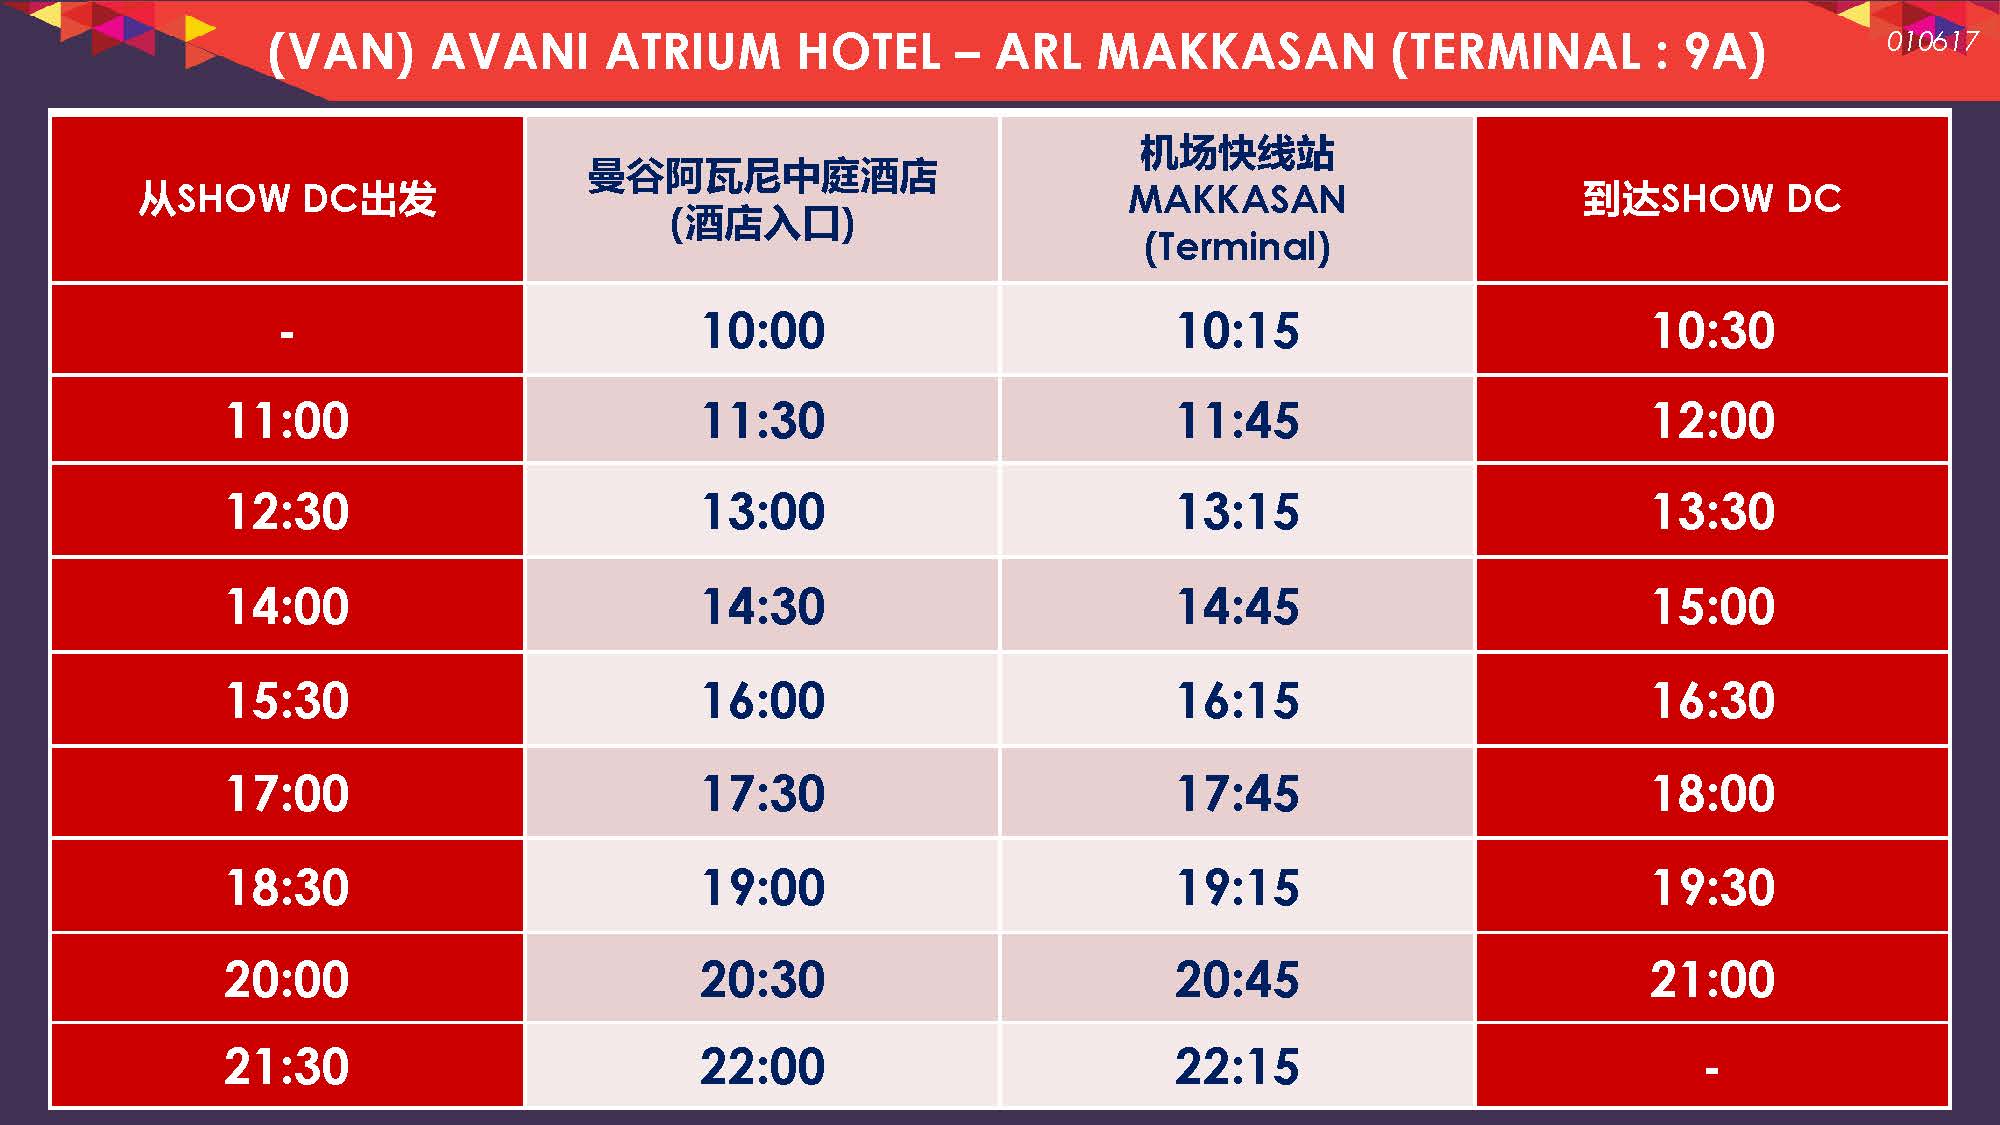 (VAN) AVANI ATRIUM HOTEL – ARL MAKKASAN (TERMINAL : 9A)
010617
从SHOW DC出发
曼谷阿瓦尼中庭酒店
(酒店入口)
机场快线站
MAKKASAN
(Terminal)
到达SHOW DC
- 10:00 10:15 10:30
11:00 11:30 11:45 12:00
12:30 13:00 13:15 13:30
14:00 14:30 14:45 15:00
15:30 16:00 16:15 16:30
17:00 17:30 17:45 18:00
18:30 19:00 19:15 19:30
20:00 20:30 20:45 21:00
21:30 22:00 22:15 -